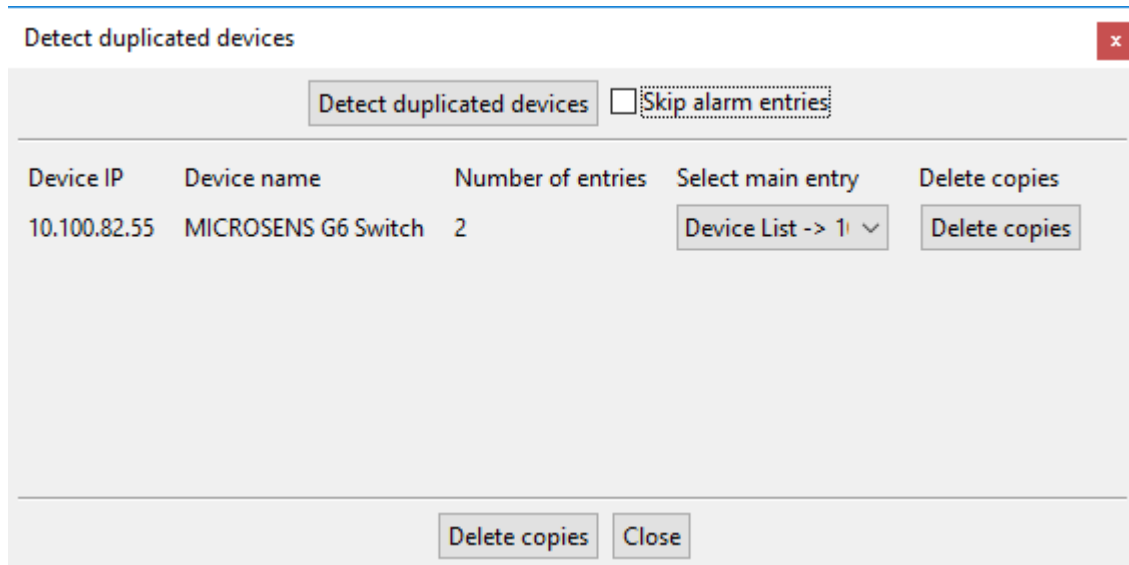 Detect duplicated devices
x
Detect duplicated devices Skip alarm entries
Device IP Device name Number of entries Select main entry Delete copies
10.100.82.55 MICROSENS G6 Switch 2 Device List -> Delete copies
Delete copies Close